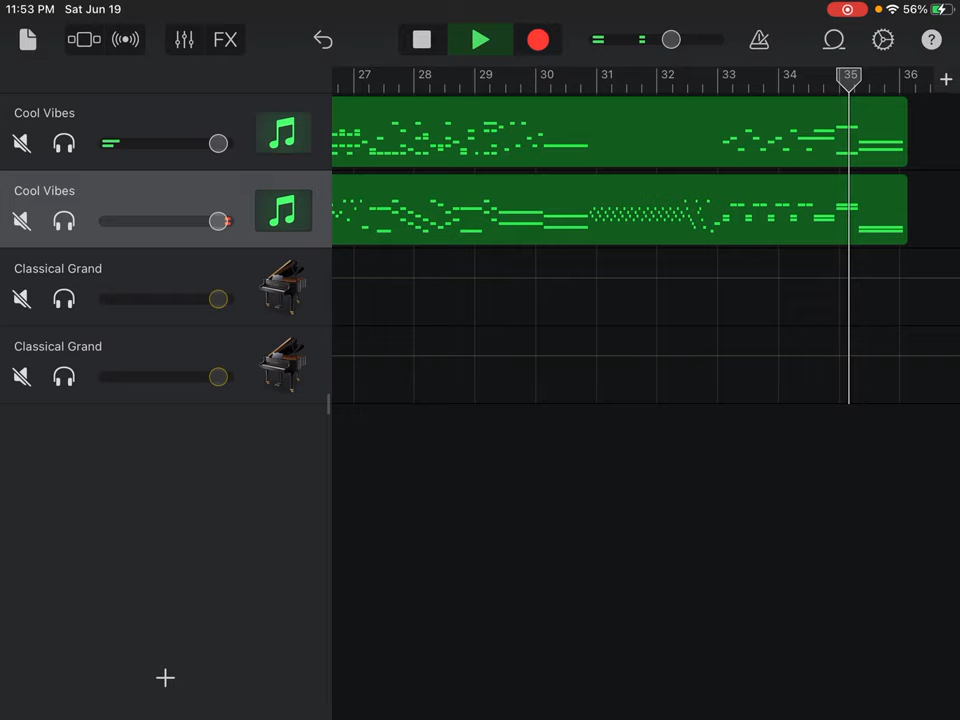 11:53 PM Sat Jun 19 56%
FX ?
27 28 29 30 31 32 33 34 35 36 +
Cool Vibes
Cool Vibes
Classical Grand
Classical Grand
+